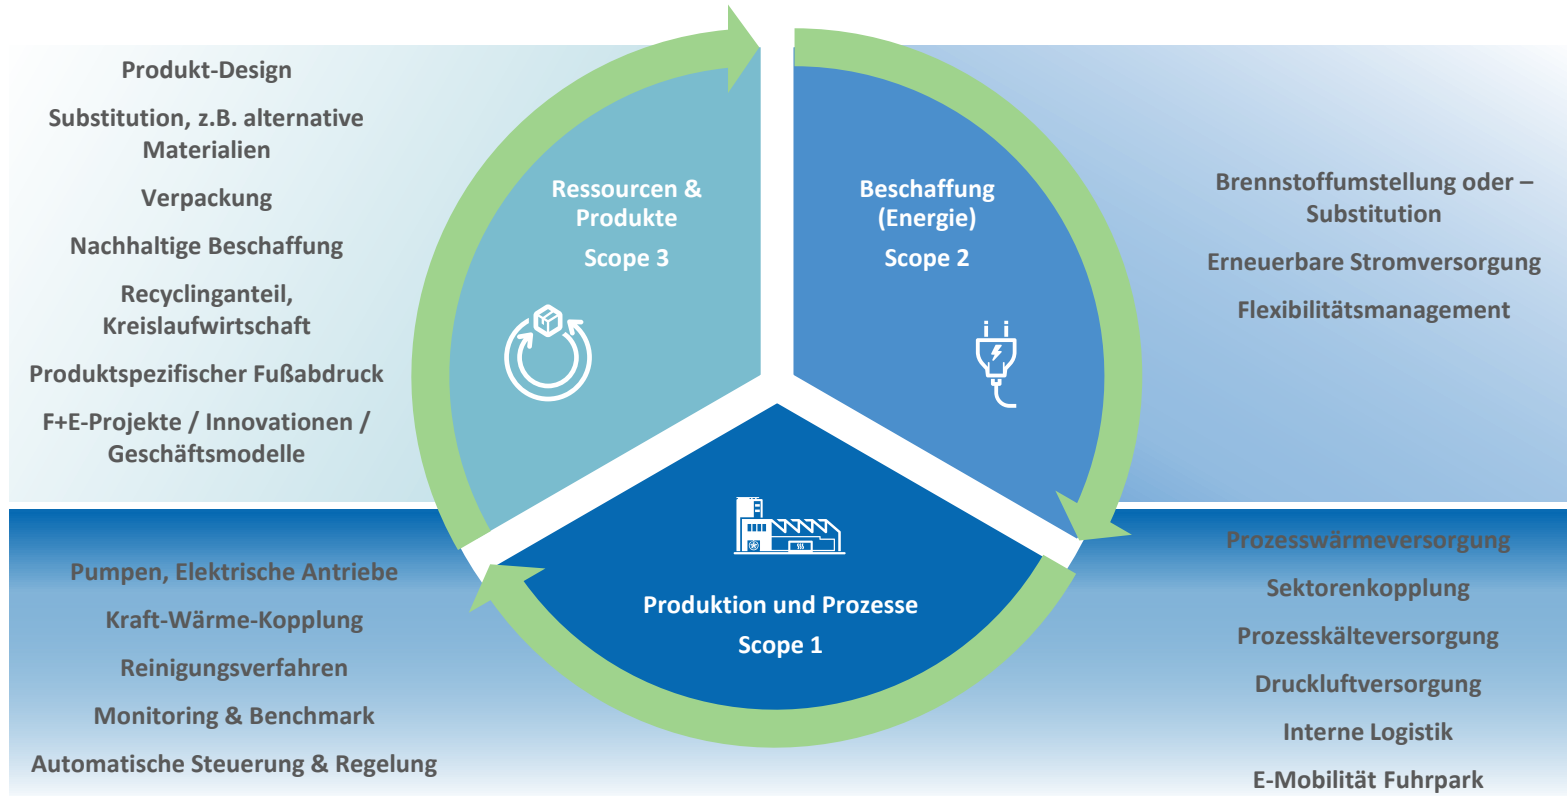 Produkt-Design
Substitution, z.B. alternative
Materialien
Verpackung
Nachhaltige Beschaffung
Recyclinganteil,
Kreislaufwirtschaft
Produktspezifischer Fußabdruck
F+E-Projekte / Innovationen /
Geschäftsmodelle
Ressourcen &
Produkte
Scope 3
Beschaffung
(Energie)
Scope 2
Brennstoffumstellung oder –
Substitution
Erneuerbare Stromversorgung
Flexibilitätsmanagement
Pumpen, Elektrische Antriebe
Kraft-Wärme-Kopplung
Reinigungsverfahren
Monitoring & Benchmark
Automatische Steuerung & Regelung
Produktion und Prozesse
Scope 1
Prozesswärmeversorgung
Sektorenkopplung
Prozesskälteversorgung
Druckluftversorgung
Interne Logistik
E-Mobilität Fuhrpark